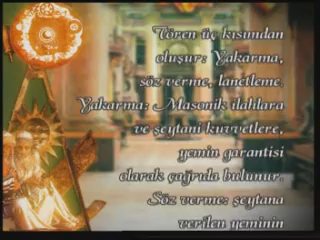 Tören üç kısımdan
oluşur: Yakarma,
söz verme, lanetleme.
Yakarma; Masonik ilahlara
ve şeytani kuvvetlere,
yemin garantisi
olarak çağrıda bulunur.
Söz verme: şeytana
verilen yeminin